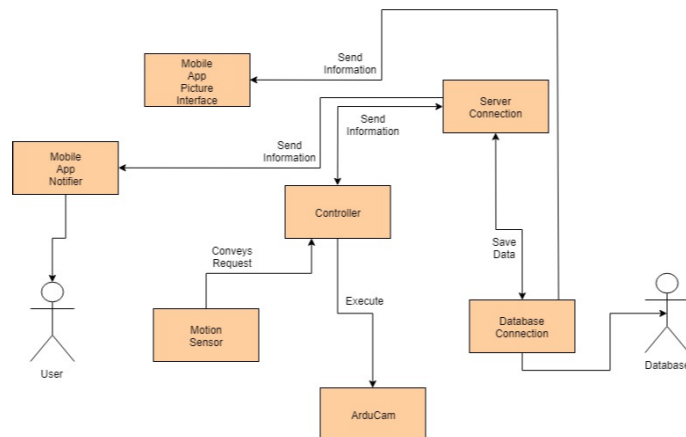 Mobile
App
Picture
Interface
Send
Information
Server
Connection
Send
Information
Send
Information
Mobile
App
Notifier
Controller
Conveys
Request
Save
Data
Execute
Motion
Sensor
Database
Connection
User
Database
ArduCam